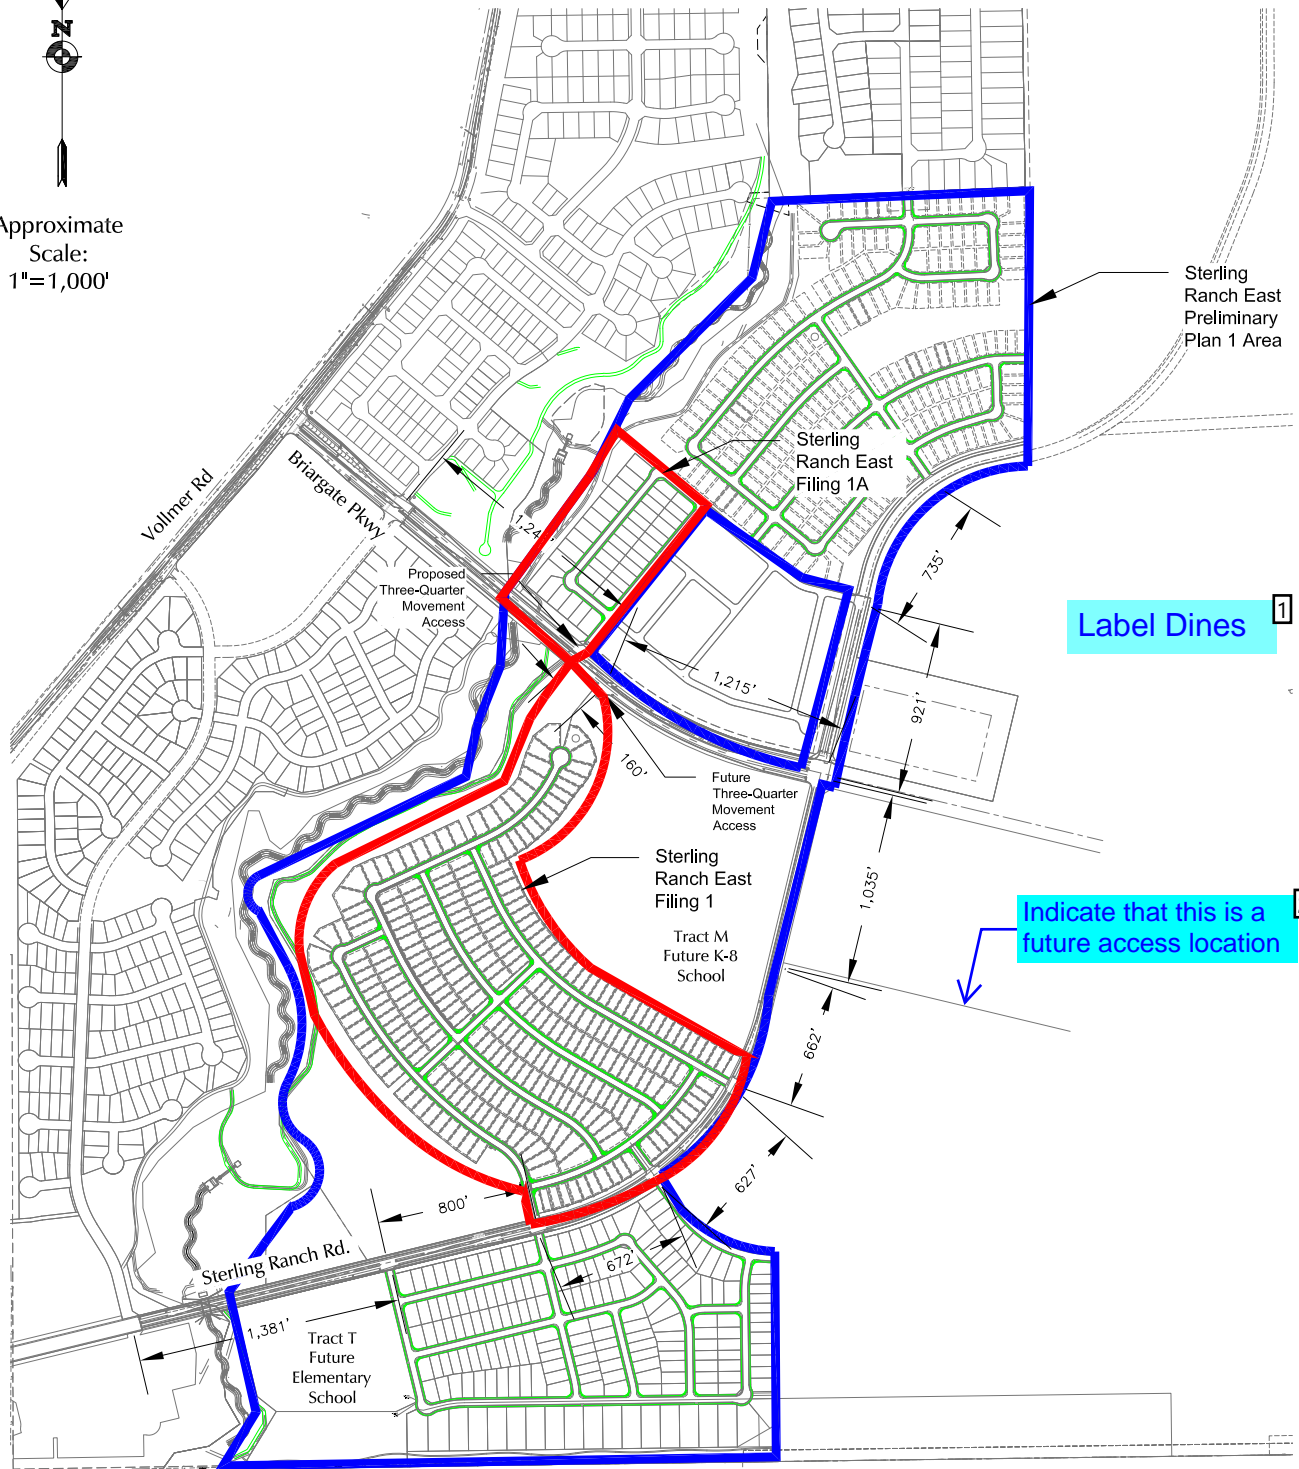 N
Approximate
Scale:
1"=1,000'
Sterling
Ranch East
Preliminary
Plan 1 Area
Sterling
Ranch East
Filing 1A
Vollmer Rd
Briargate Pkwy
Proposed
Three-Quarter
Movement
Access
735'
Label Dines
1
1,215'
921'
160'
Future
Three-Quarter
Movement
Access
Sterling
Ranch East
Filing 1
1,035'
Tract M
Future K-8
School
Indicate that this is a
future access location
662'
627'
800'
672'
Sterling Ranch Rd.
1,381'
Tract T
Future
Elementary
School